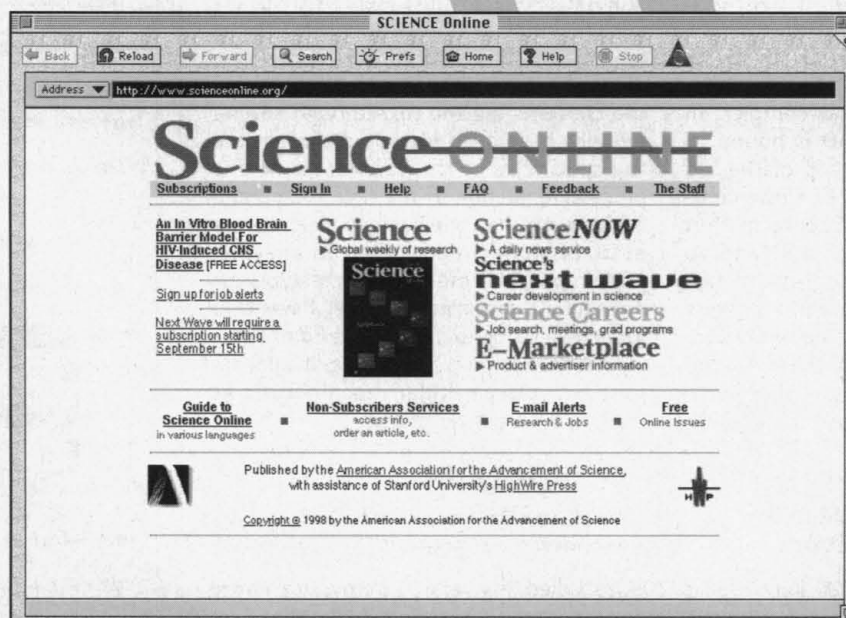 SCIENCE Online
Back Reload Forward Search Prefs Home Help Stop
Address http://www.scienceonline.org/
Science ONLINE
Subscriptions ■ Sign In ■ Help ■ FAQ ■ Feedback ■ The Staff
An In Vitro Blood Brain
Barrier Model For
HIV-Induced CNS
Disease [FREE ACCESS]
Sign up for job alerts
Next Wave will require a
subscription starting
September 15th
Science
▶ Global weekly of research
Science
ScienceNOW
▶ A daily news service
Science's
next wave
▶ Career development in science
Science Careers
▶ Job search, meetings, grad programs
E-Marketplace
▶ Product & advertiser information
Guide to
Science Online
in various languages
■ Non-Subscribers Services
access info,
order an article, etc.
■ E-mail Alerts
Research & Jobs
■ Free
Online Issues
Published by the American Association for the Advancement of Science,
with assistance of Stanford University's HighWire Press
H P
Copyright © 1998 by the American Association for the Advancement of Science